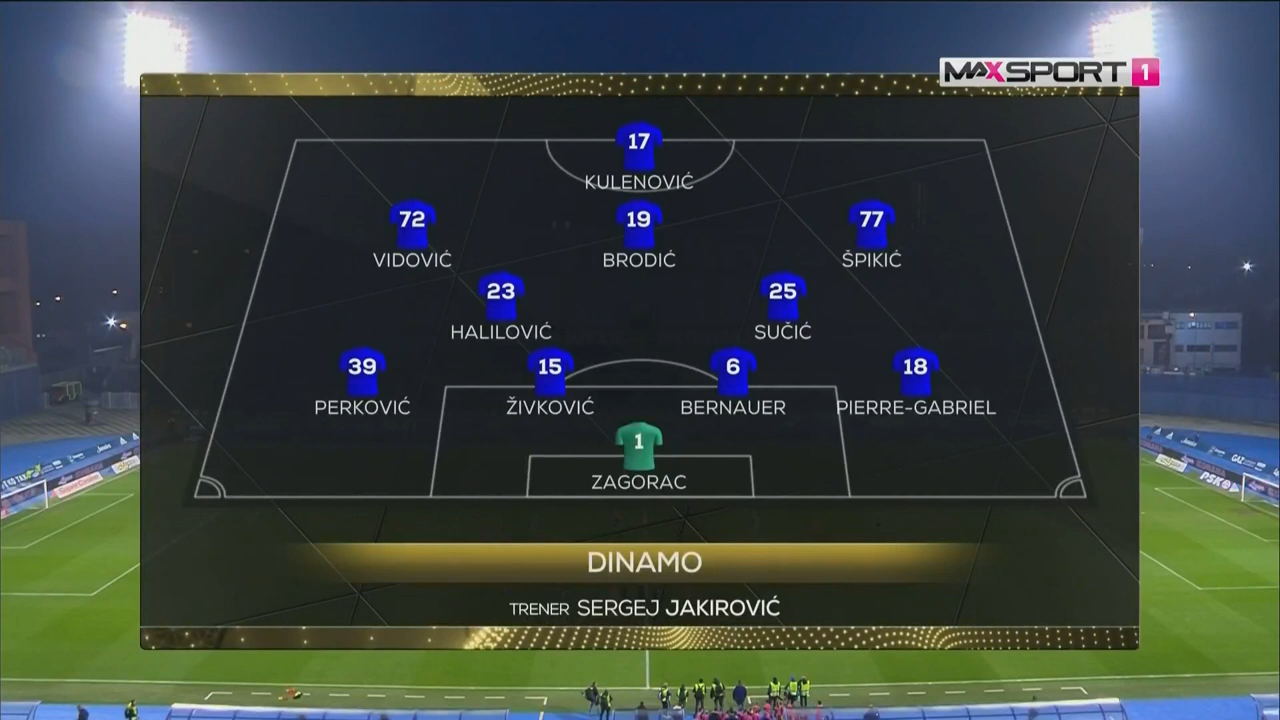 MAXSPORT 1
17
KULENOVIĆ
72
VIDOVIĆ
19
BRODIĆ
77
ŠPIKIĆ
23
HALILOVIĆ
25
SUČIĆ
39
PERKOVIĆ
15
ŽIVKOVIĆ
6
BERNAUER
18
PIERRE-GABRIEL
1
ZAGORAC
DINAMO
TRENER SERGEJ JAKIROVIĆ
PSK